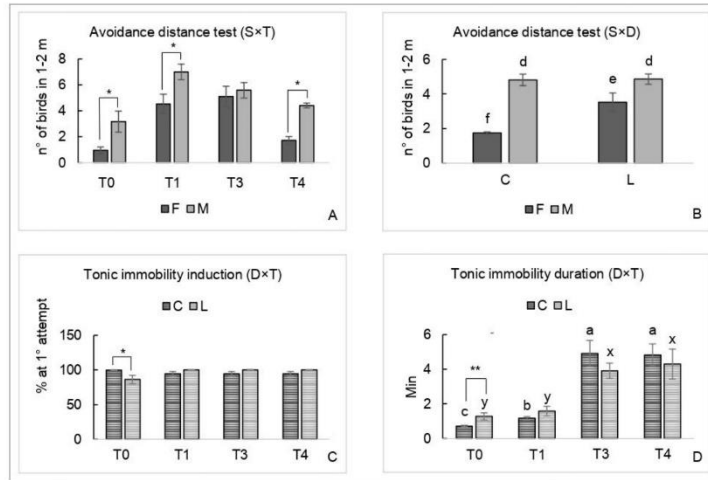 Avoidance distance test (S×T)
n° of birds in 1-2 m
8
6
4
2
0
*
*
*
T0 T1 T3 T4
F M
A
Avoidance distance test (S×D)
n° of birds in 1-2 m
6
4
2
0
f d e d
C L
F M
B
Tonic immobility induction (D×T)
C L
% at 1° attempt
150
100
50
0
*
T0 T1 T3 T4
C
Tonic immobility duration (D×T)
C L
Min
6
4
2
0
**
c y b y a x a x
T0 T1 T3 T4
D